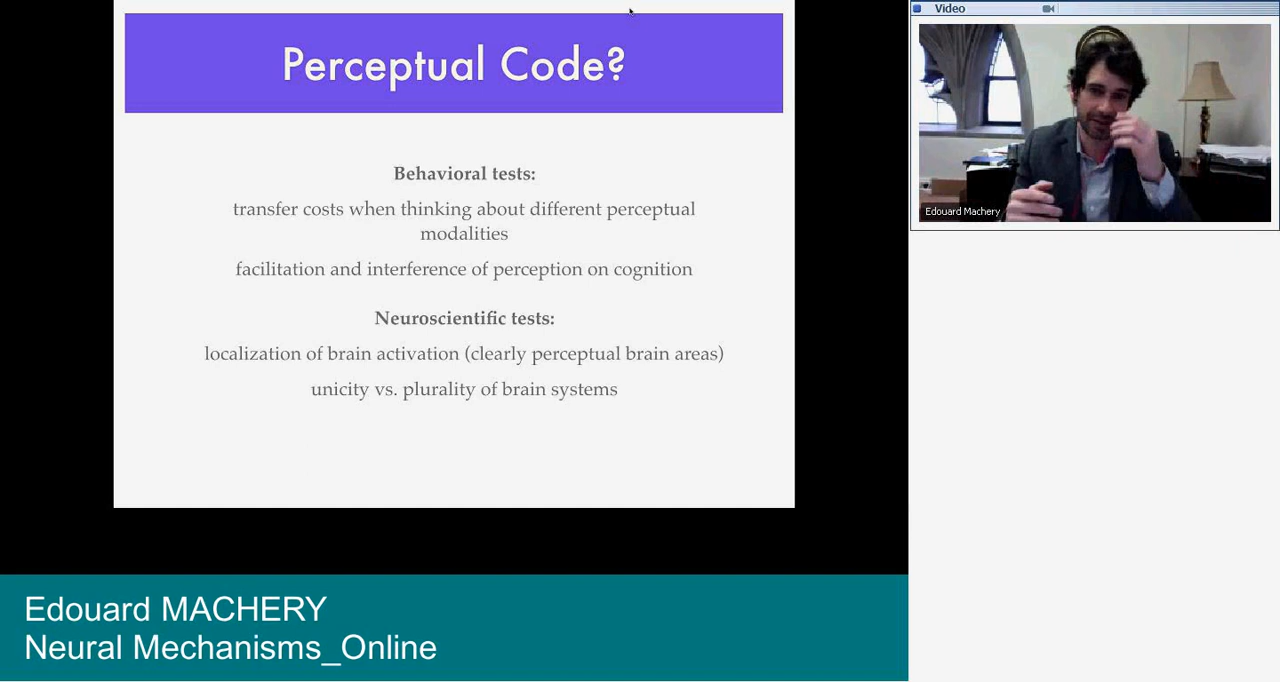 Perceptual Code?
Behavioral tests:
transfer costs when thinking about different perceptual
modalities
facilitation and interference of perception on cognition
Neuroscientific tests:
localization of brain activation (clearly perceptual brain areas)
unicity vs. plurality of brain systems
Video
Edouard Machery
Edouard MACHERY
Neural Mechanisms_Online